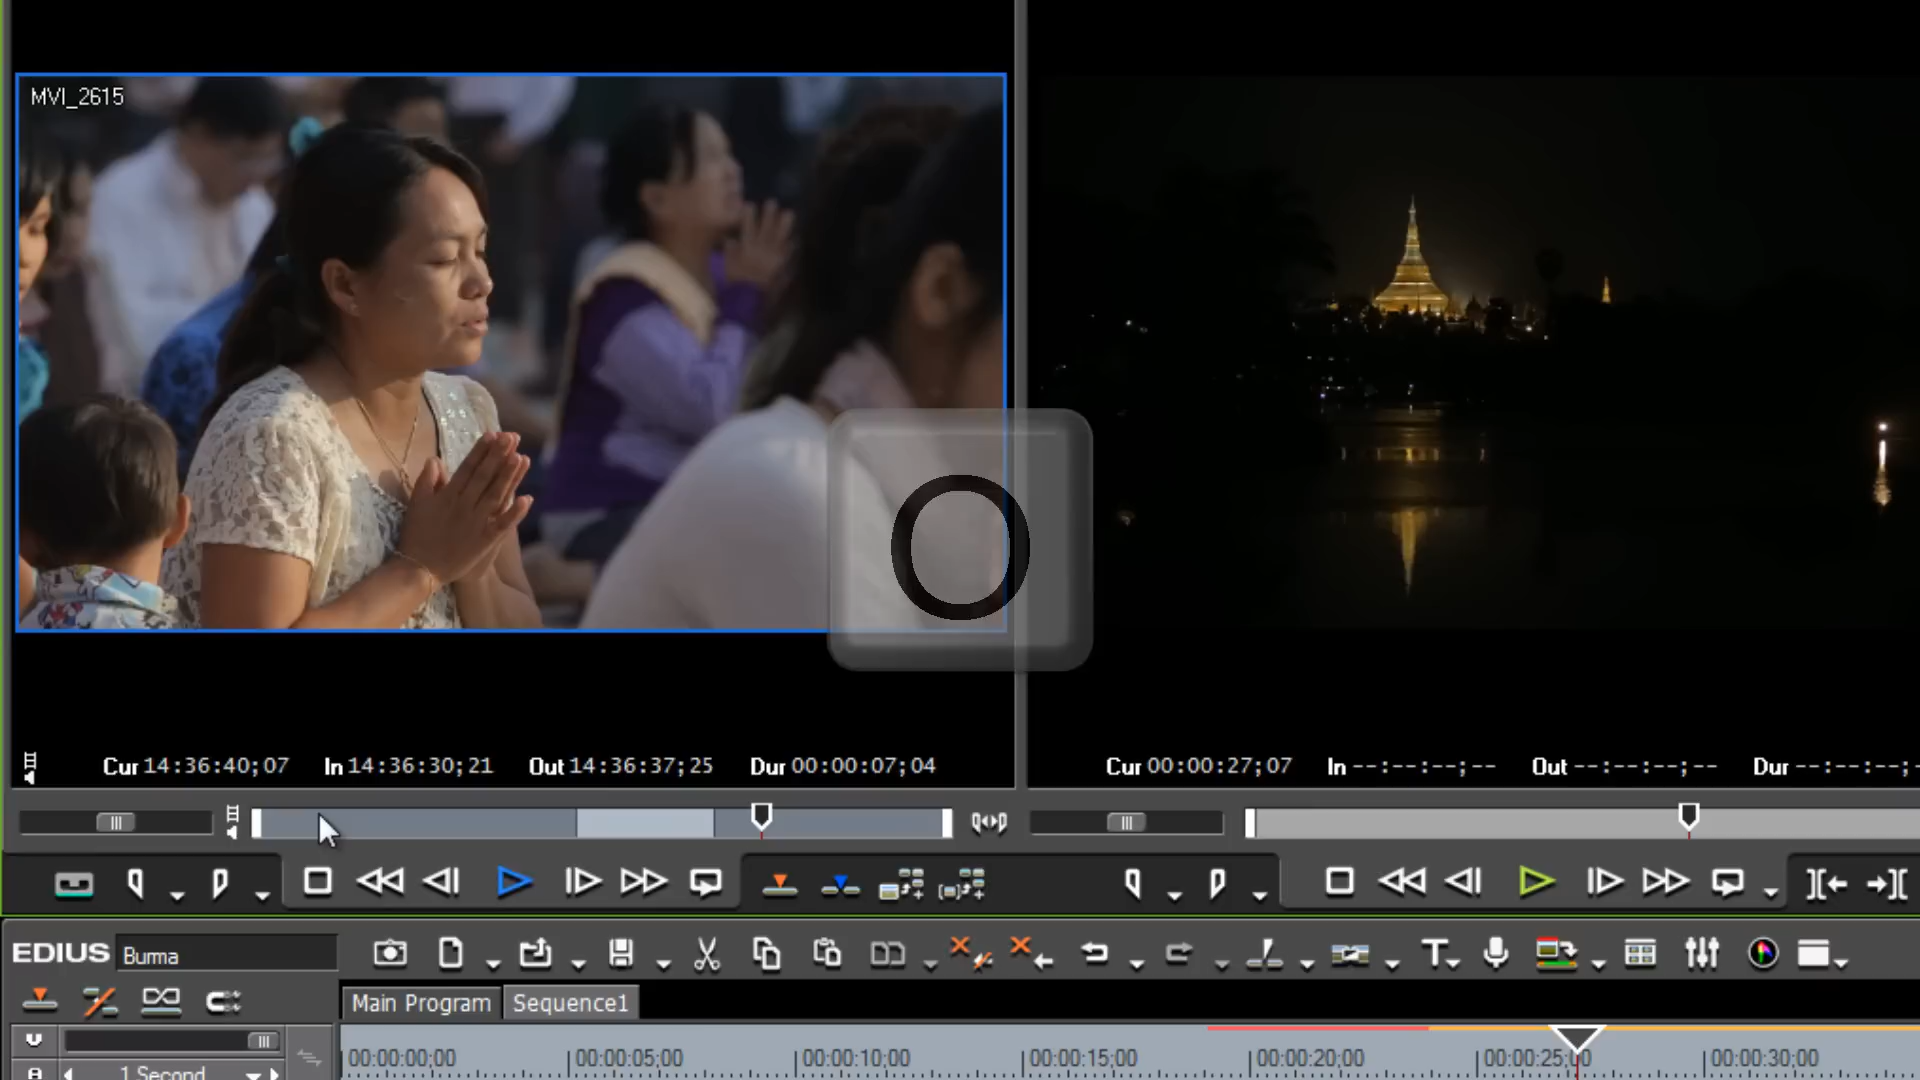 MVI_2615
O
Cur 14:36:40;07 In 14:36:30;21 Out 14:36:37;25 Dur 00:00:07;04
Cur 00:00:27;07 In --:--:--;-- Out --:--:--;-- Dur --:--:--;-
EDIUS Buma
Main Program Sequence1
00:00:00;00 00:00:05;00 00:00:10;00 00:00:15;00 00:00:20;00 00:00:25;00 00:00:30;00
1 Second